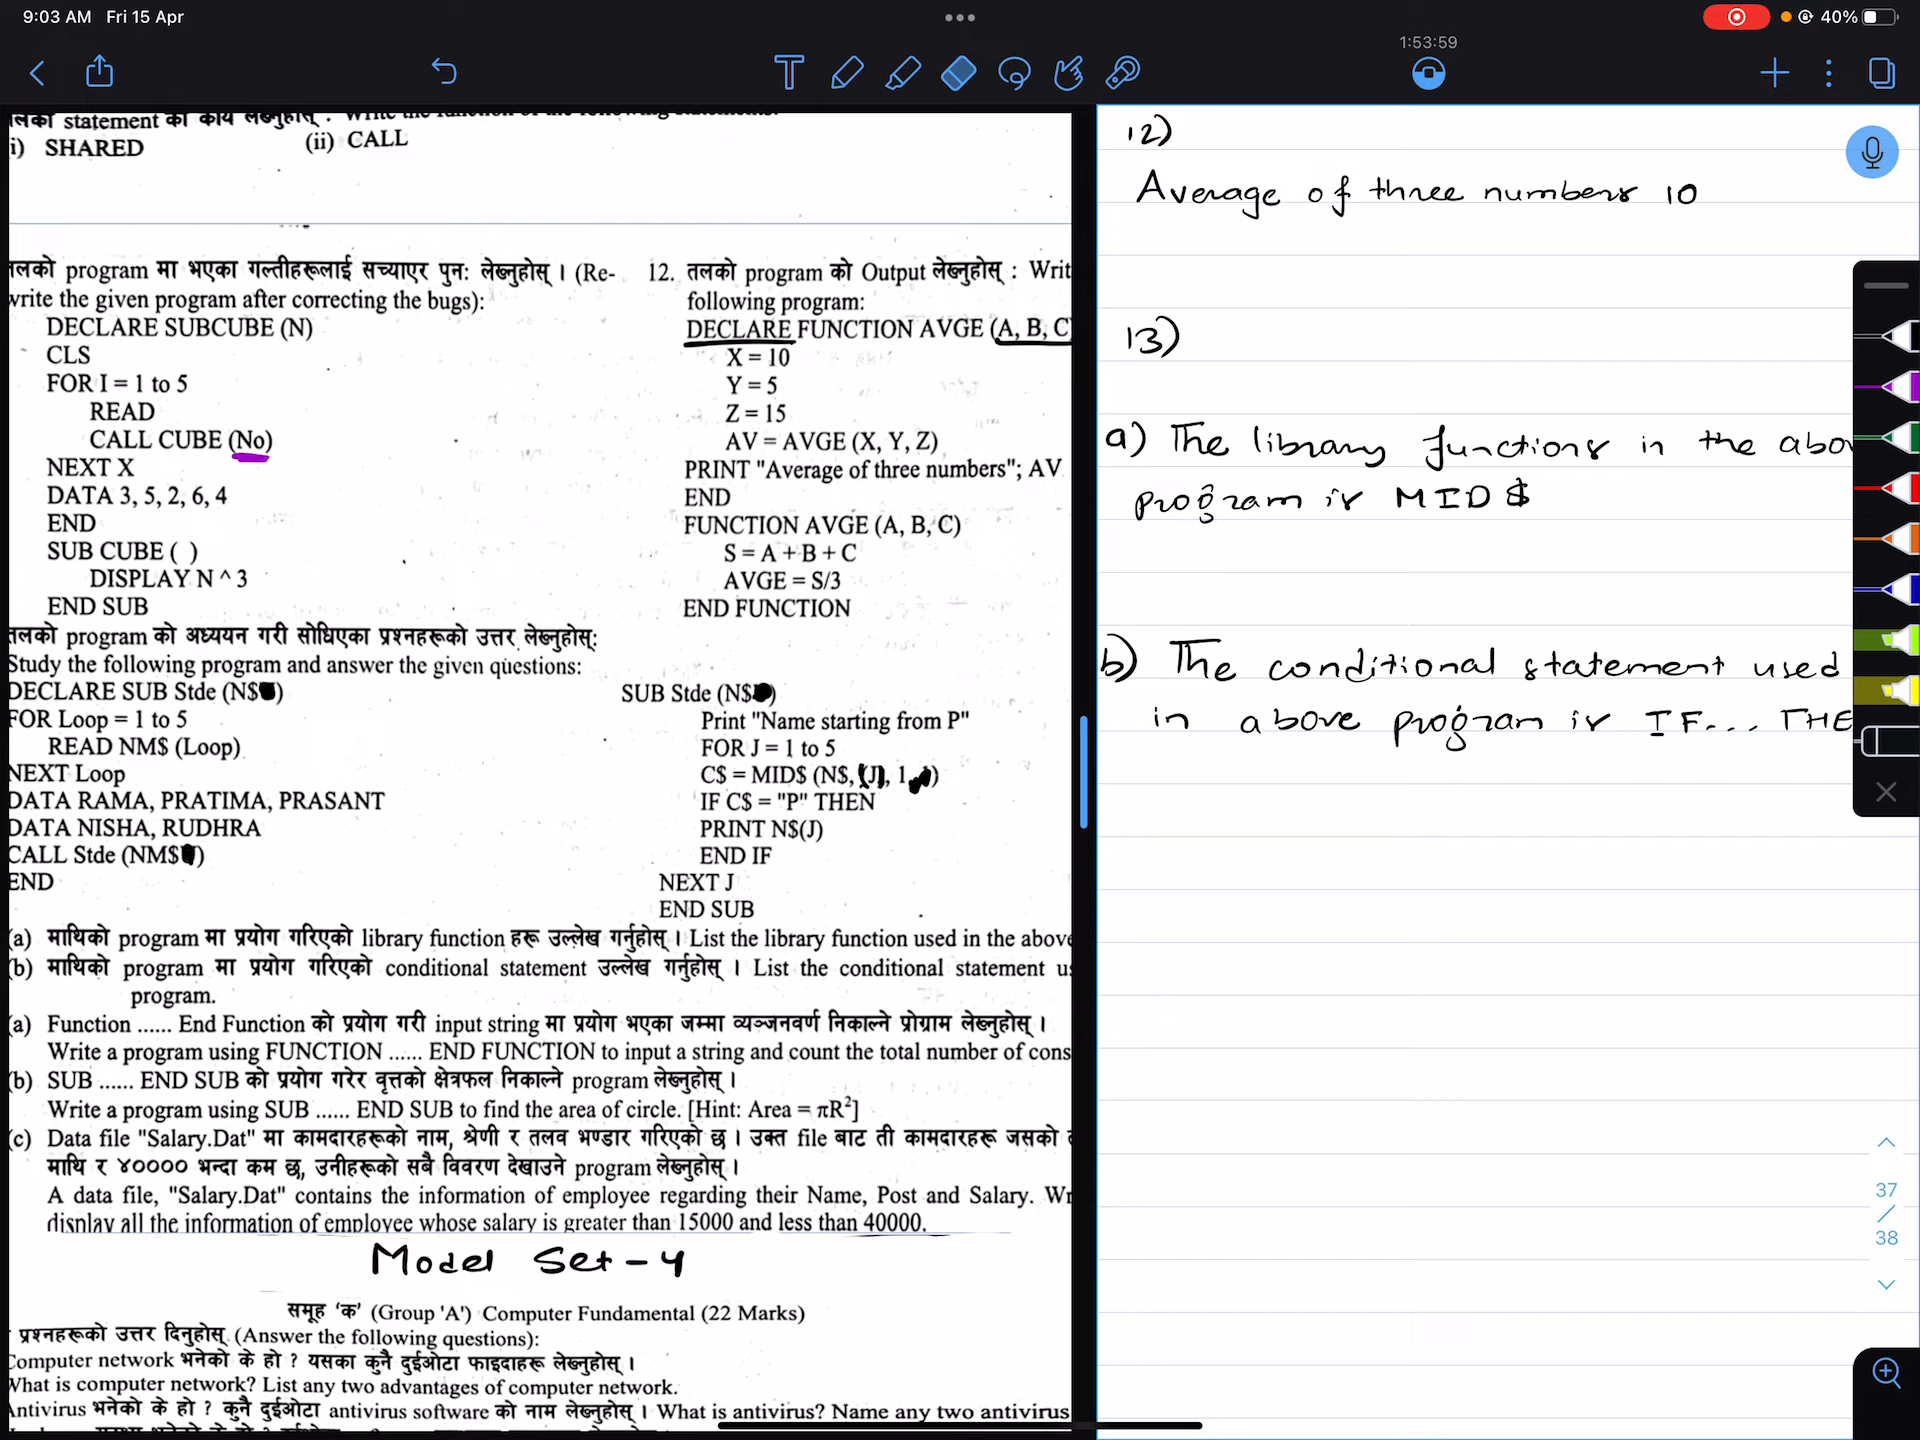 9:03 AM Fri 15 Apr
40%
1:53:59
तलका statement को कार्य लेख्नुहोस् : Write the function of the following statements:
i) SHARED (ii) CALL
तलको program मा भएका गल्तीहरूलाई सच्याएर पुन: लेख्नुहोस् । (Re-
write the given program after correcting the bugs):
DECLARE SUBCUBE (N)
CLS
FOR I = 1 to 5
READ
CALL CUBE (No)
NEXT X
DATA 3, 5, 2, 6, 4
END
SUB CUBE ( )
DISPLAY N ^ 3
END SUB
12. तलको program को Output लेख्नुहोस् : Writ
following program:
DECLARE FUNCTION AVGE (A, B, C)
X = 10
Y = 5
Z = 15
AV = AVGE (X, Y, Z)
PRINT "Average of three numbers"; AV
END
FUNCTION AVGE (A, B, C)
S = A + B + C
AVGE = S/3
END FUNCTION
तलको program को अध्ययन गरी सोधिएका प्रश्नहरूको उत्तर लेख्नुहोस्:
Study the following program and answer the given questions:
DECLARE SUB Stde (N$ )
FOR Loop = 1 to 5
READ NM$ (Loop)
NEXT Loop
DATA RAMA, PRATIMA, PRASANT
DATA NISHA, RUDHRA
CALL Stde (NM$ )
END
SUB Stde (N$ )
Print "Name starting from P"
FOR J = 1 to 5
C$ = MID$ (N$, (J), 1, )
IF C$ = "P" THEN
PRINT N$(J)
END IF
NEXT J
END SUB
(a) माथिको program मा प्रयोग गरिएको library function हरू उल्लेख गर्नुहोस् । List the library function used in the above
(b) माथिको program मा प्रयोग गरिएको conditional statement उल्लेख गर्नुहोस् । List the conditional statement us
program.
(a) Function ...... End Function को प्रयोग गरी input string मा प्रयोग भएका जम्मा व्यञ्जनवर्ण निकाल्ने प्रोग्राम लेख्नुहोस् ।
Write a program using FUNCTION ...... END FUNCTION to input a string and count the total number of cons
(b) SUB ...... END SUB को प्रयोग गरेर वृत्तको क्षेत्रफल निकाल्ने program लेख्नुहोस् ।
Write a program using SUB ...... END SUB to find the area of circle. [Hint: Area = πR²]
(c) Data file "Salary.Dat" मा कामदारहरूको नाम, श्रेणी र तलव भण्डार गरिएको छ । उक्त file बाट ती कामदारहरू जसको त
माथि र ४०००० भन्दा कम छ, उनीहरूको सबै विवरण देखाउने program लेख्नुहोस् ।
A data file, "Salary.Dat" contains the information of employee regarding their Name, Post and Salary. Wr
display all the information of employee whose salary is greater than 15000 and less than 40000.
Model Set - 4
समूह 'क' (Group 'A') Computer Fundamental (22 Marks)
प्रश्नहरूको उत्तर दिनुहोस् (Answer the following questions):
Computer network भनेको के हो ? यसका कुनै दुईओटा फाइदाहरू लेख्नुहोस् ।
What is computer network? List any two advantages of computer network.
Antivirus भनेको के हो ? कुनै दुईओटा antivirus software को नाम लेख्नुहोस् । What is antivirus? Name any two antivirus
12)
Average of three numbers 10
13)
a) The library functions in the abov
program is MID $
b) The conditional statement used
in above program is IF... THE
37
/
38